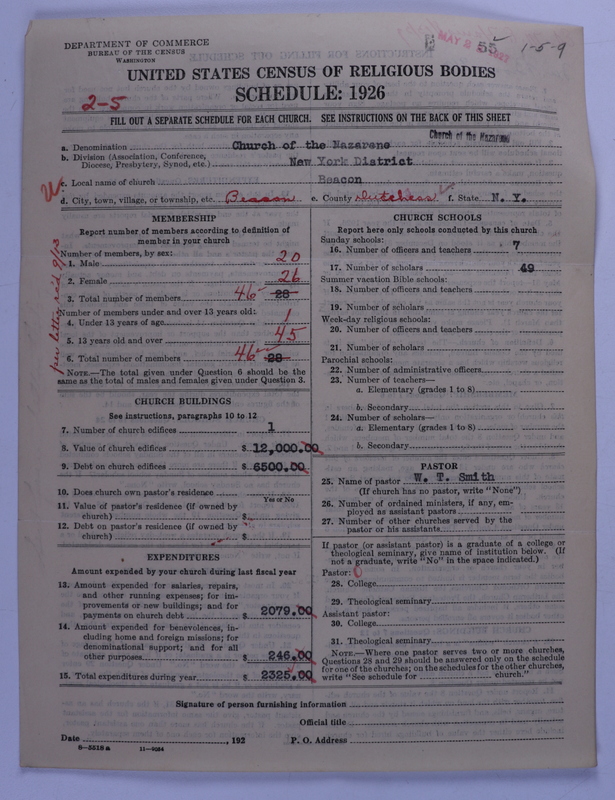 DEPARTMENT OF COMMERCE
BUREAU OF THE CENSUS
WASHINGTON
MAY 2 1927
55
1-5-9
UNITED STATES CENSUS OF RELIGIOUS BODIES
SCHEDULE: 1926
2-5
FILL OUT A SEPARATE SCHEDULE FOR EACH CHURCH. SEE INSTRUCTIONS ON THE BACK OF THIS SHEET
Church of the Nazarene
a. Denomination Church of the Nazarene
b. Division (Association, Conference,
Diocese, Presbytery, Synod, etc.) New York District
c. Local name of church Beacon
d. City, town, village, or township, etc. Beacon e. County Dutchess f. State N. Y.
per letter rec'd
MEMBERSHIP
Report number of members according to definition of
member in your church
Number of members, by sex:
1. Male 20
2. Female 26
3. Total number of members 46 28
Number of members under and over 13 years old:
4. Under 13 years of age 1
5. 13 years old and over 45
6. Total number of members 46 28
NOTE.—The total given under Question 6 should be the
same as the total of males and females given under Question 3.
CHURCH BUILDINGS
See instructions, paragraphs 10 to 12
7. Number of church edifices 1
8. Value of church edifices $ 12,000.00
9. Debt on church edifices $ 6500.00
10. Does church own pastor's residence
Yes or No
11. Value of pastor's residence (if owned by
church) $
12. Debt on pastor's residence (if owned by
church) $
EXPENDITURES
Amount expended by your church during last fiscal year
13. Amount expended for salaries, repairs,
and other running expenses; for im-
provements or new buildings; and for
payments on church debt $ 2079.00
14. Amount expended for benevolences, in-
cluding home and foreign missions; for
denominational support; and for all
other purposes $ 246.00
15. Total expenditures during year $ 2325.00
CHURCH SCHOOLS
Report here only schools conducted by this church
Sunday schools:
16. Number of officers and teachers 7
17. Number of scholars 49
Summer vacation Bible schools:
18. Number of officers and teachers
19. Number of scholars
Week-day religious schools:
20. Number of officers and teachers
21. Number of scholars
Parochial schools:
22. Number of administrative officers
23. Number of teachers—
a. Elementary (grades 1 to 8)
b. Secondary
24. Number of scholars—
a. Elementary (grades 1 to 8)
b. Secondary
PASTOR
25. Name of pastor W. T. Smith
(If church has no pastor, write "None")
26. Number of ordained ministers, if any, em-
ployed as assistant pastors
27. Number of other churches served by the
pastor or his assistants
If pastor (or assistant pastor) is a graduate of a college or
theological seminary, give name of institution below. (If
not a graduate, write "No" in the space indicated.)
Pastor: 0
28. College
29. Theological seminary
Assistant pastor:
30. College
31. Theological seminary
NOTE.—Where one pastor serves two or more churches,
Questions 28 and 29 should be answered only on the schedule
for one of the churches; on the schedules for the other churches,
write "See schedule for church."
Signature of person furnishing information
Official title
Date , 192 P. O. Address
8-5518a 11-9054